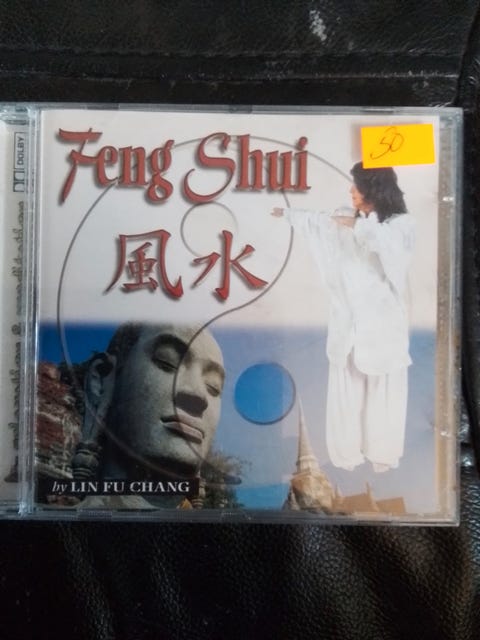 DOLBY
Feng Shui
50
風水
by LIN FU CHANG